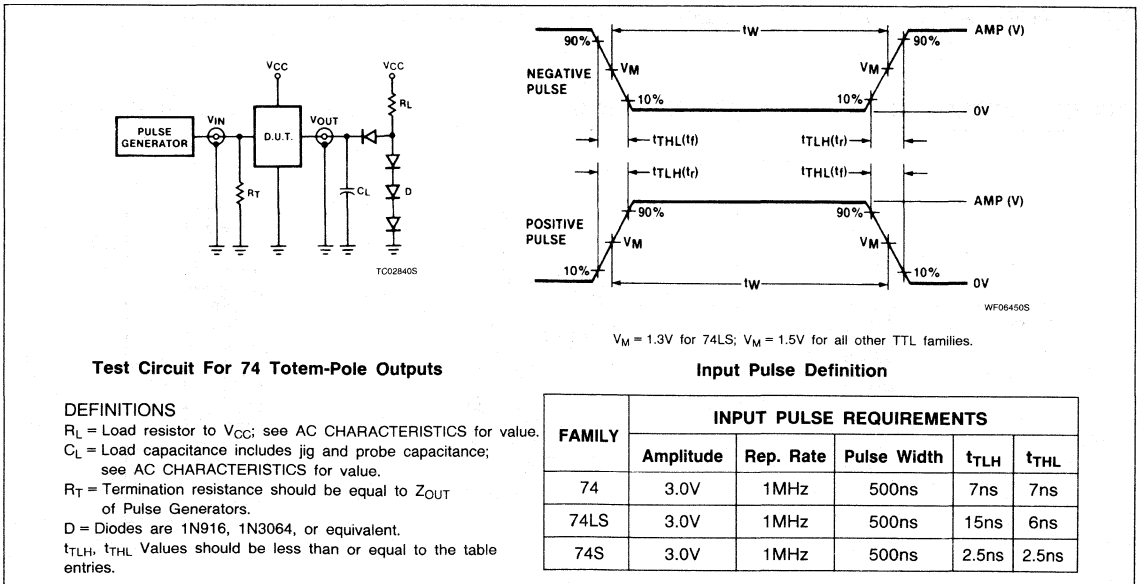 VCC
VCC
RL
PULSE
GENERATOR
VIN
D.U.T.
VOUT
RT
CL
D
TC02840S
Test Circuit For 74 Totem-Pole Outputs
DEFINITIONS
RL = Load resistor to VCC; see AC CHARACTERISTICS for value.
CL = Load capacitance includes jig and probe capacitance;
see AC CHARACTERISTICS for value.
RT = Termination resistance should be equal to ZOUT
of Pulse Generators.
D = Diodes are 1N916, 1N3064, or equivalent.
tTLH, tTHL Values should be less than or equal to the table
entries.
90%
tW
90%
AMP (V)
NEGATIVE
PULSE
VM
VM
10%
10%
0V
tTHL(tf)
tTLH(tr)
tTLH(tr)
tTHL(tf)
AMP (V)
90%
90%
POSITIVE
PULSE
VM
VM
10%
10%
tW
0V
WF06450S
VM = 1.3V for 74LS; VM = 1.5V for all other TTL families.
Input Pulse Definition
FAMILY
INPUT PULSE REQUIREMENTS
Amplitude Rep. Rate Pulse Width tTLH tTHL
74 3.0V 1MHz 500ns 7ns 7ns
74LS 3.0V 1MHz 500ns 15ns 6ns
74S 3.0V 1MHz 500ns 2.5ns 2.5ns